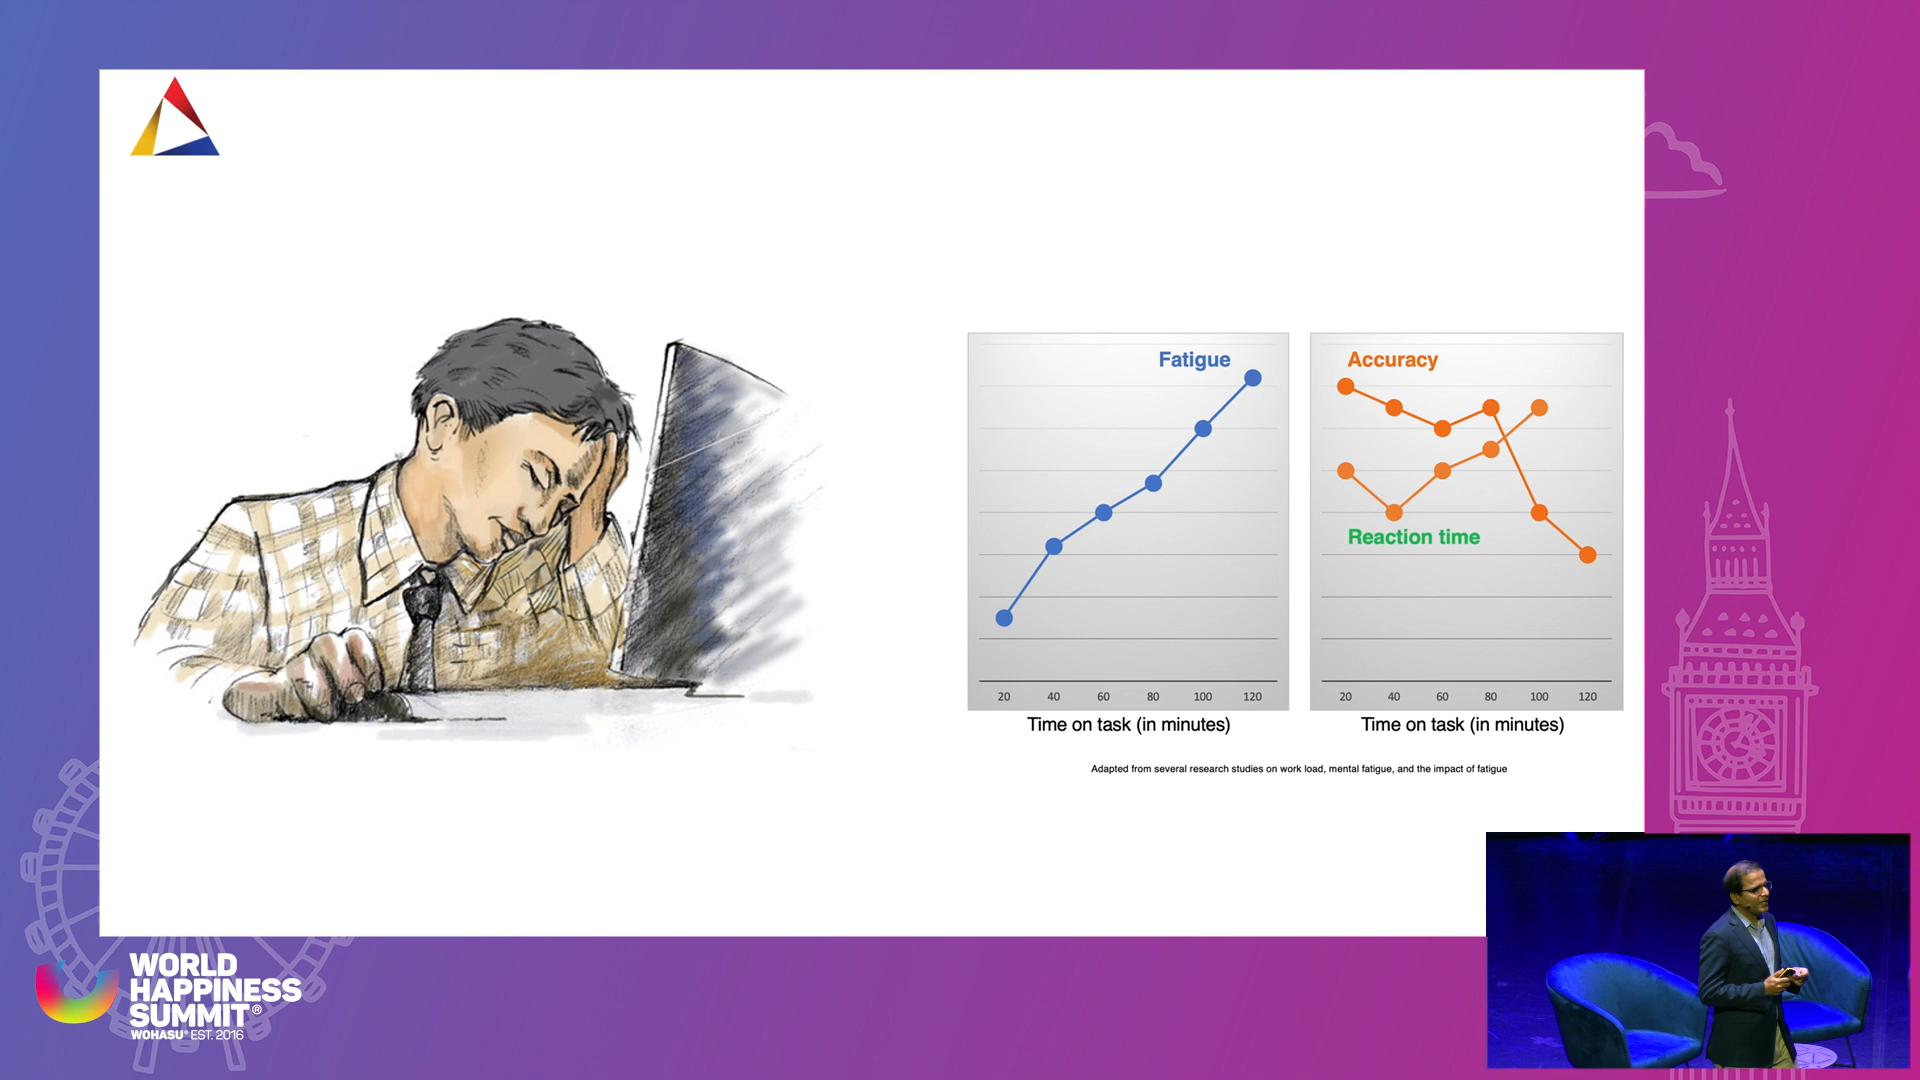 Fatigue
20 40 60 80 100 120
Time on task (in minutes)
Accuracy
Reaction time
20 40 60 80 100 120
Time on task (in minutes)
Adapted from several research studies on work load, mental fatigue, and the impact of fatigue
WORLD
HAPPINESS
SUMMIT®
WOHASU® EST. 2016